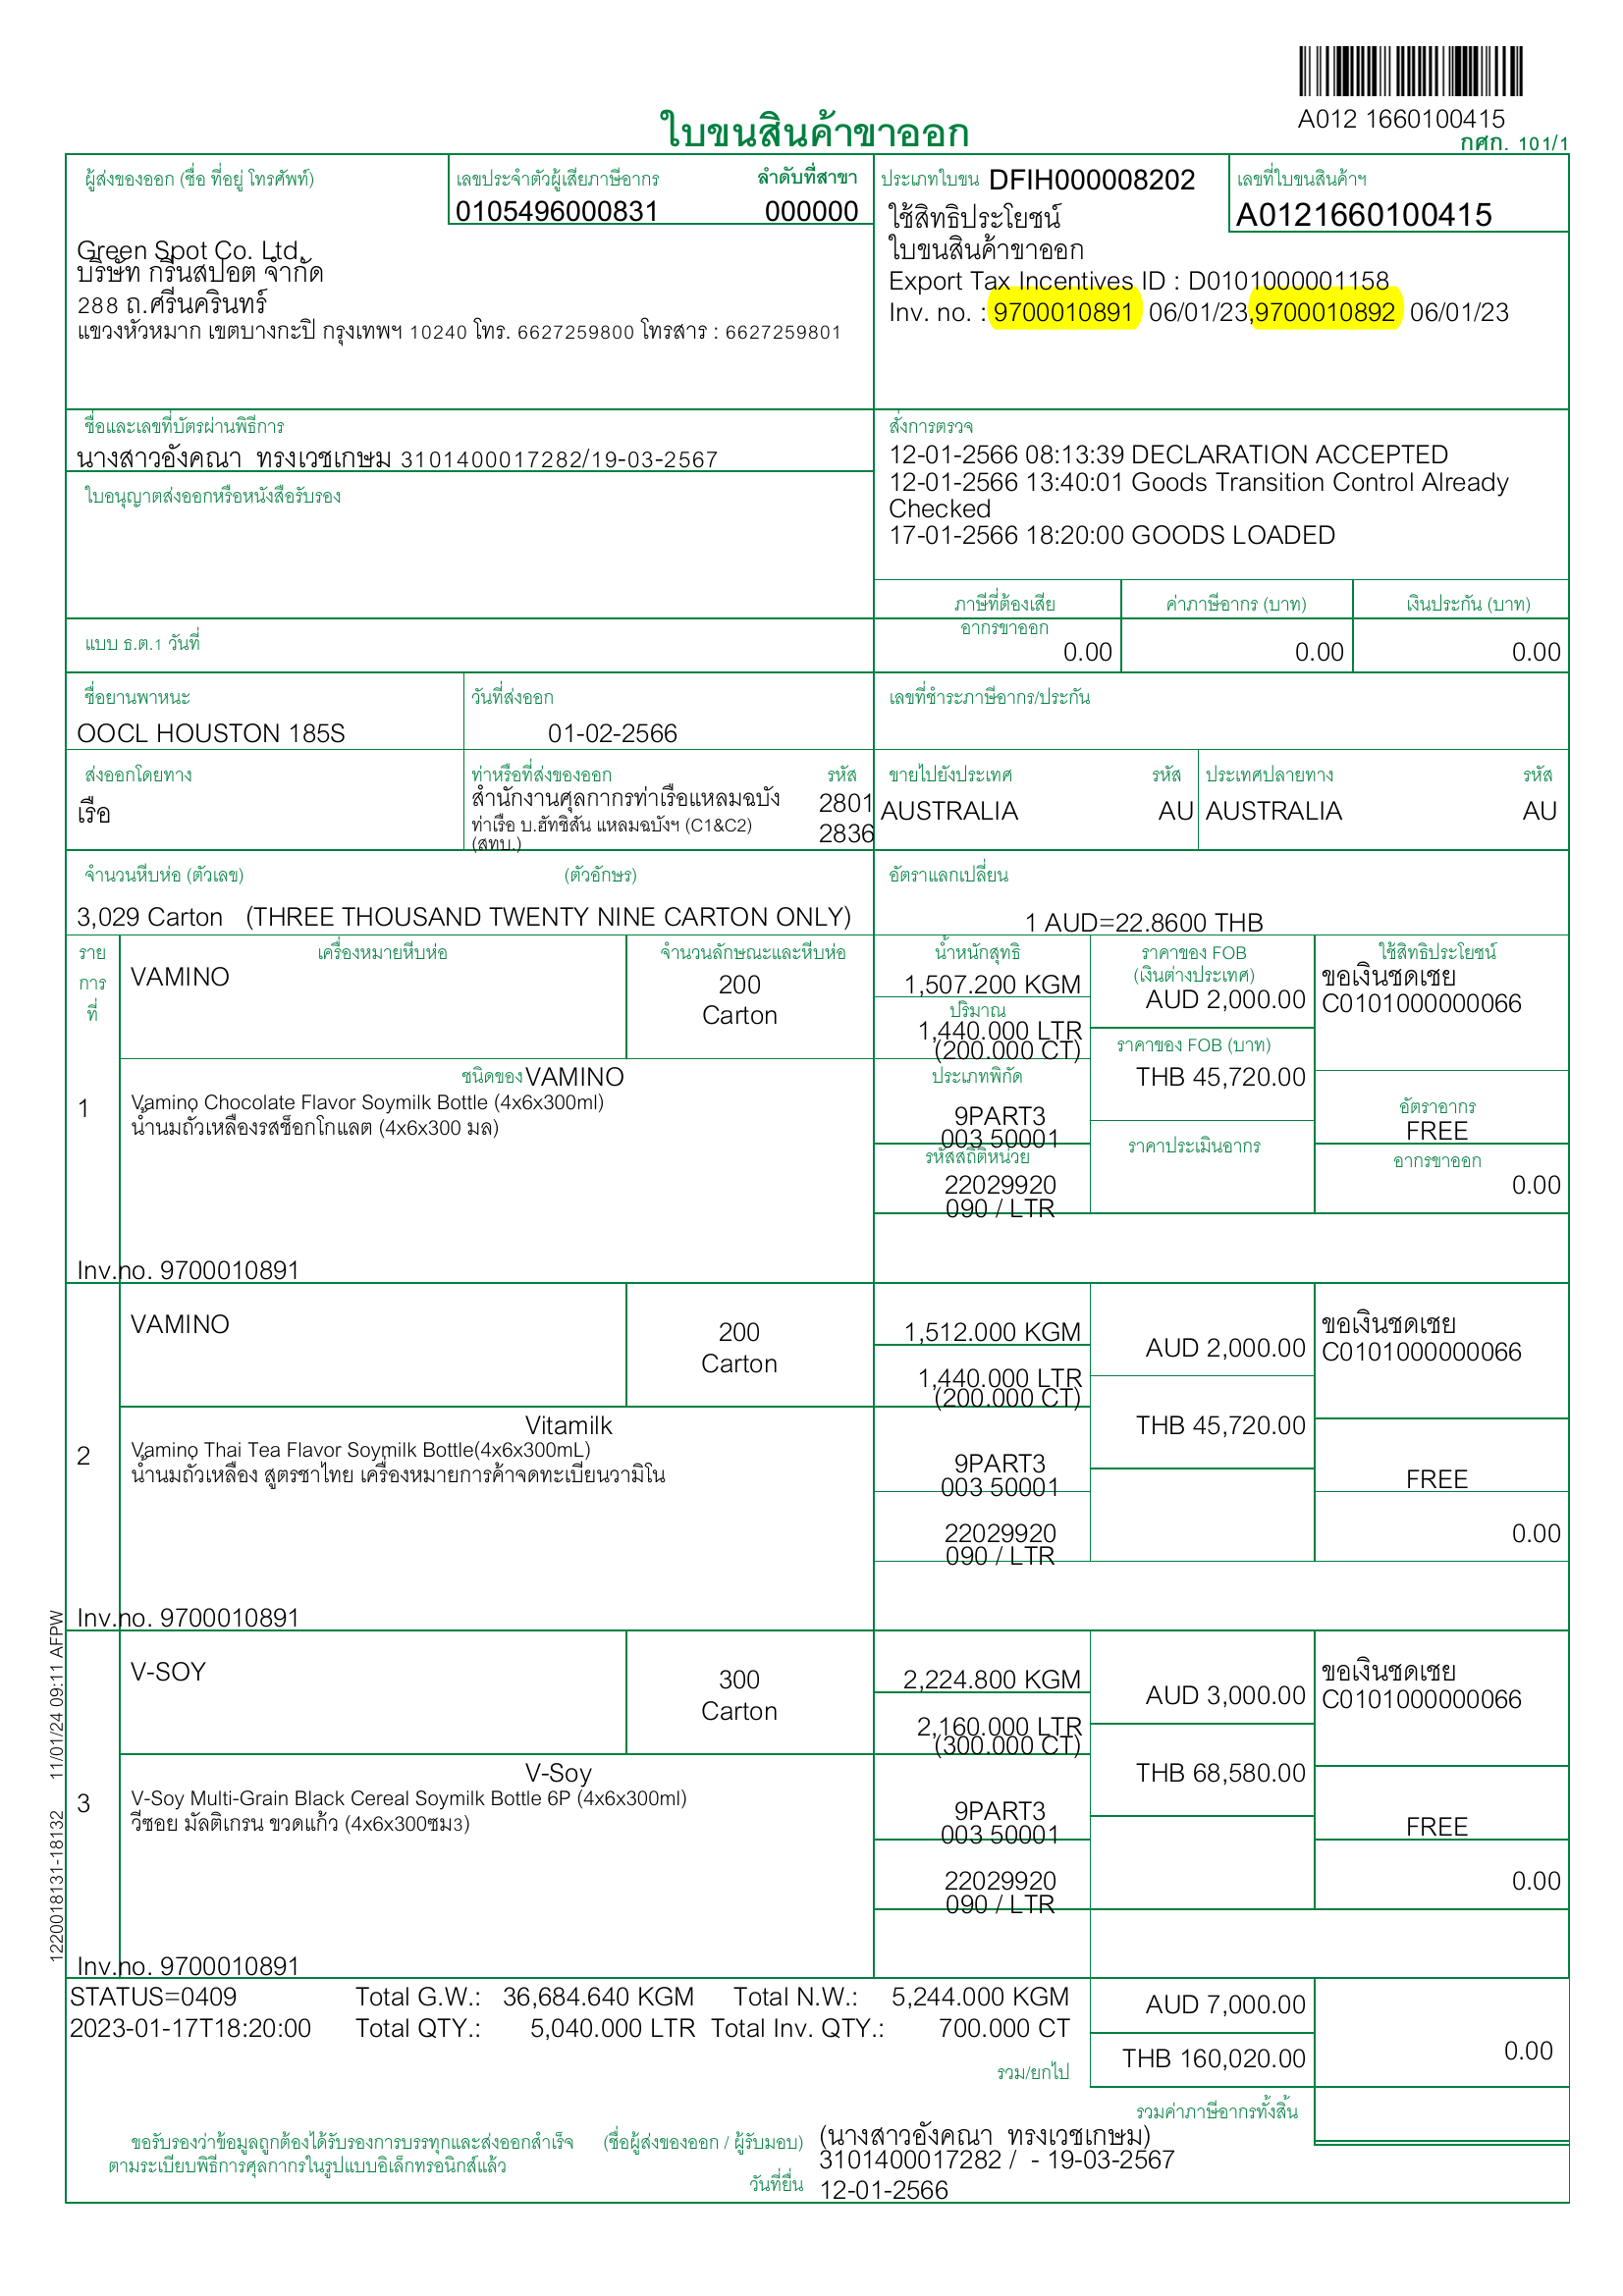 A012 1660100415
ใบขนสินค้าขาออก
กศก. 101/1
ผู้ส่งของออก (ชื่อ ที่อยู่ โทรศัพท์)
เลขประจำตัวผู้เสียภาษีอากร ลำดับที่สาขา
0105496000831 000000
Green Spot Co. Ltd.
บริษัท กรีนสปอต จำกัด
288 ถ.ศรีนครินทร์
แขวงหัวหมาก เขตบางกะปิ กรุงเทพฯ 10240 โทร. 6627259800 โทรสาร : 6627259801
ประเภทใบขน DFIH000008202
ใช้สิทธิประโยชน์
ใบขนสินค้าขาออก
Export Tax Incentives ID : D0101000001158
Inv. no. : 9700010891 06/01/23,9700010892 06/01/23
เลขที่ใบขนสินค้าฯ
A0121660100415
ชื่อและเลขที่บัตรผ่านพิธีการ
นางสาวอังคณา ทรงเวชเกษม 3101400017282/19-03-2567
ใบอนุญาตส่งออกหรือหนังสือรับรอง
สั่งการตรวจ
12-01-2566 08:13:39 DECLARATION ACCEPTED
12-01-2566 13:40:01 Goods Transition Control Already
Checked
17-01-2566 18:20:00 GOODS LOADED
ภาษีที่ต้องเสีย ค่าภาษีอากร (บาท) เงินประกัน (บาท)
แบบ ธ.ต.1 วันที่
อากรขาออก
0.00 0.00 0.00
ชื่อยานพาหนะ วันที่ส่งออก เลขที่ชำระภาษีอากร/ประกัน
OOCL HOUSTON 185S 01-02-2566
ส่งออกโดยทาง
เรือ
ท่าหรือที่ส่งของออก รหัส
สำนักงานศุลกากรท่าเรือแหลมฉบัง 2801
ท่าเรือ บ.ฮัทชิสัน แหลมฉบังฯ (C1&C2) 2836
(สทบ.)
ขายไปยังประเทศ รหัส ประเทศปลายทาง รหัส
AUSTRALIA AU AUSTRALIA AU
จำนวนหีบห่อ (ตัวเลข) (ตัวอักษร) อัตราแลกเปลี่ยน
3,029 Carton (THREE THOUSAND TWENTY NINE CARTON ONLY) 1 AUD=22.8600 THB
ราย
การ
ที่
เครื่องหมายหีบห่อ
VAMINO
จำนวนลักษณะและหีบห่อ
200
Carton
น้ำหนักสุทธิ
1,507.200 KGM
ปริมาณ
1,440.000 LTR
(200.000 CT)
ราคาของ FOB
(เงินต่างประเทศ)
AUD 2,000.00
ราคาของ FOB (บาท)
THB 45,720.00
ใช้สิทธิประโยชน์
ขอเงินชดเชย
C0101000000066
1
ชนิดของ VAMINO
Vamino Chocolate Flavor Soymilk Bottle (4x6x300ml)
น้ำนมถั่วเหลืองรสช็อกโกแลต (4x6x300 มล)
ประเภทพิกัด
9PART3
003 50001
รหัสสถิติหน่วย
22029920
090 / LTR
ราคาประเมินอากร
อัตราอากร
FREE
อากรขาออก
0.00
Inv.no. 9700010891
VAMINO
200
Carton
1,512.000 KGM
1,440.000 LTR
(200.000 CT)
AUD 2,000.00
THB 45,720.00
ขอเงินชดเชย
C0101000000066
2
Vitamilk
Vamino Thai Tea Flavor Soymilk Bottle(4x6x300mL)
น้ำนมถั่วเหลือง สูตรชาไทย เครื่องหมายการค้าจดทะเบียนวามิโน
9PART3
003 50001
22029920
090 / LTR
FREE
0.00
Inv.no. 9700010891
V-SOY
300
Carton
2,224.800 KGM
2,160.000 LTR
(300.000 CT)
AUD 3,000.00
THB 68,580.00
ขอเงินชดเชย
C0101000000066
3
V-Soy
V-Soy Multi-Grain Black Cereal Soymilk Bottle 6P (4x6x300ml)
วีซอย มัลติเกรน ขวดแก้ว (4x6x300ซม3)
9PART3
003 50001
22029920
090 / LTR
FREE
0.00
Inv.no. 9700010891
1220018131-18132 11/01/24 09:11 AFPW
STATUS=0409 Total G.W.: 36,684.640 KGM Total N.W.: 5,244.000 KGM
2023-01-17T18:20:00 Total QTY.: 5,040.000 LTR Total Inv. QTY.: 700.000 CT
รวม/ยกไป
AUD 7,000.00
THB 160,020.00
0.00
รวมค่าภาษีอากรทั้งสิ้น
ขอรับรองว่าข้อมูลถูกต้องได้รับรองการบรรทุกและส่งออกสำเร็จ
ตามระเบียบพิธีการศุลกากรในรูปแบบอิเล็กทรอนิกส์แล้ว
(ชื่อผู้ส่งของออก / ผู้รับมอบ) (นางสาวอังคณา ทรงเวชเกษม)
3101400017282 / - 19-03-2567
วันที่ยื่น 12-01-2566